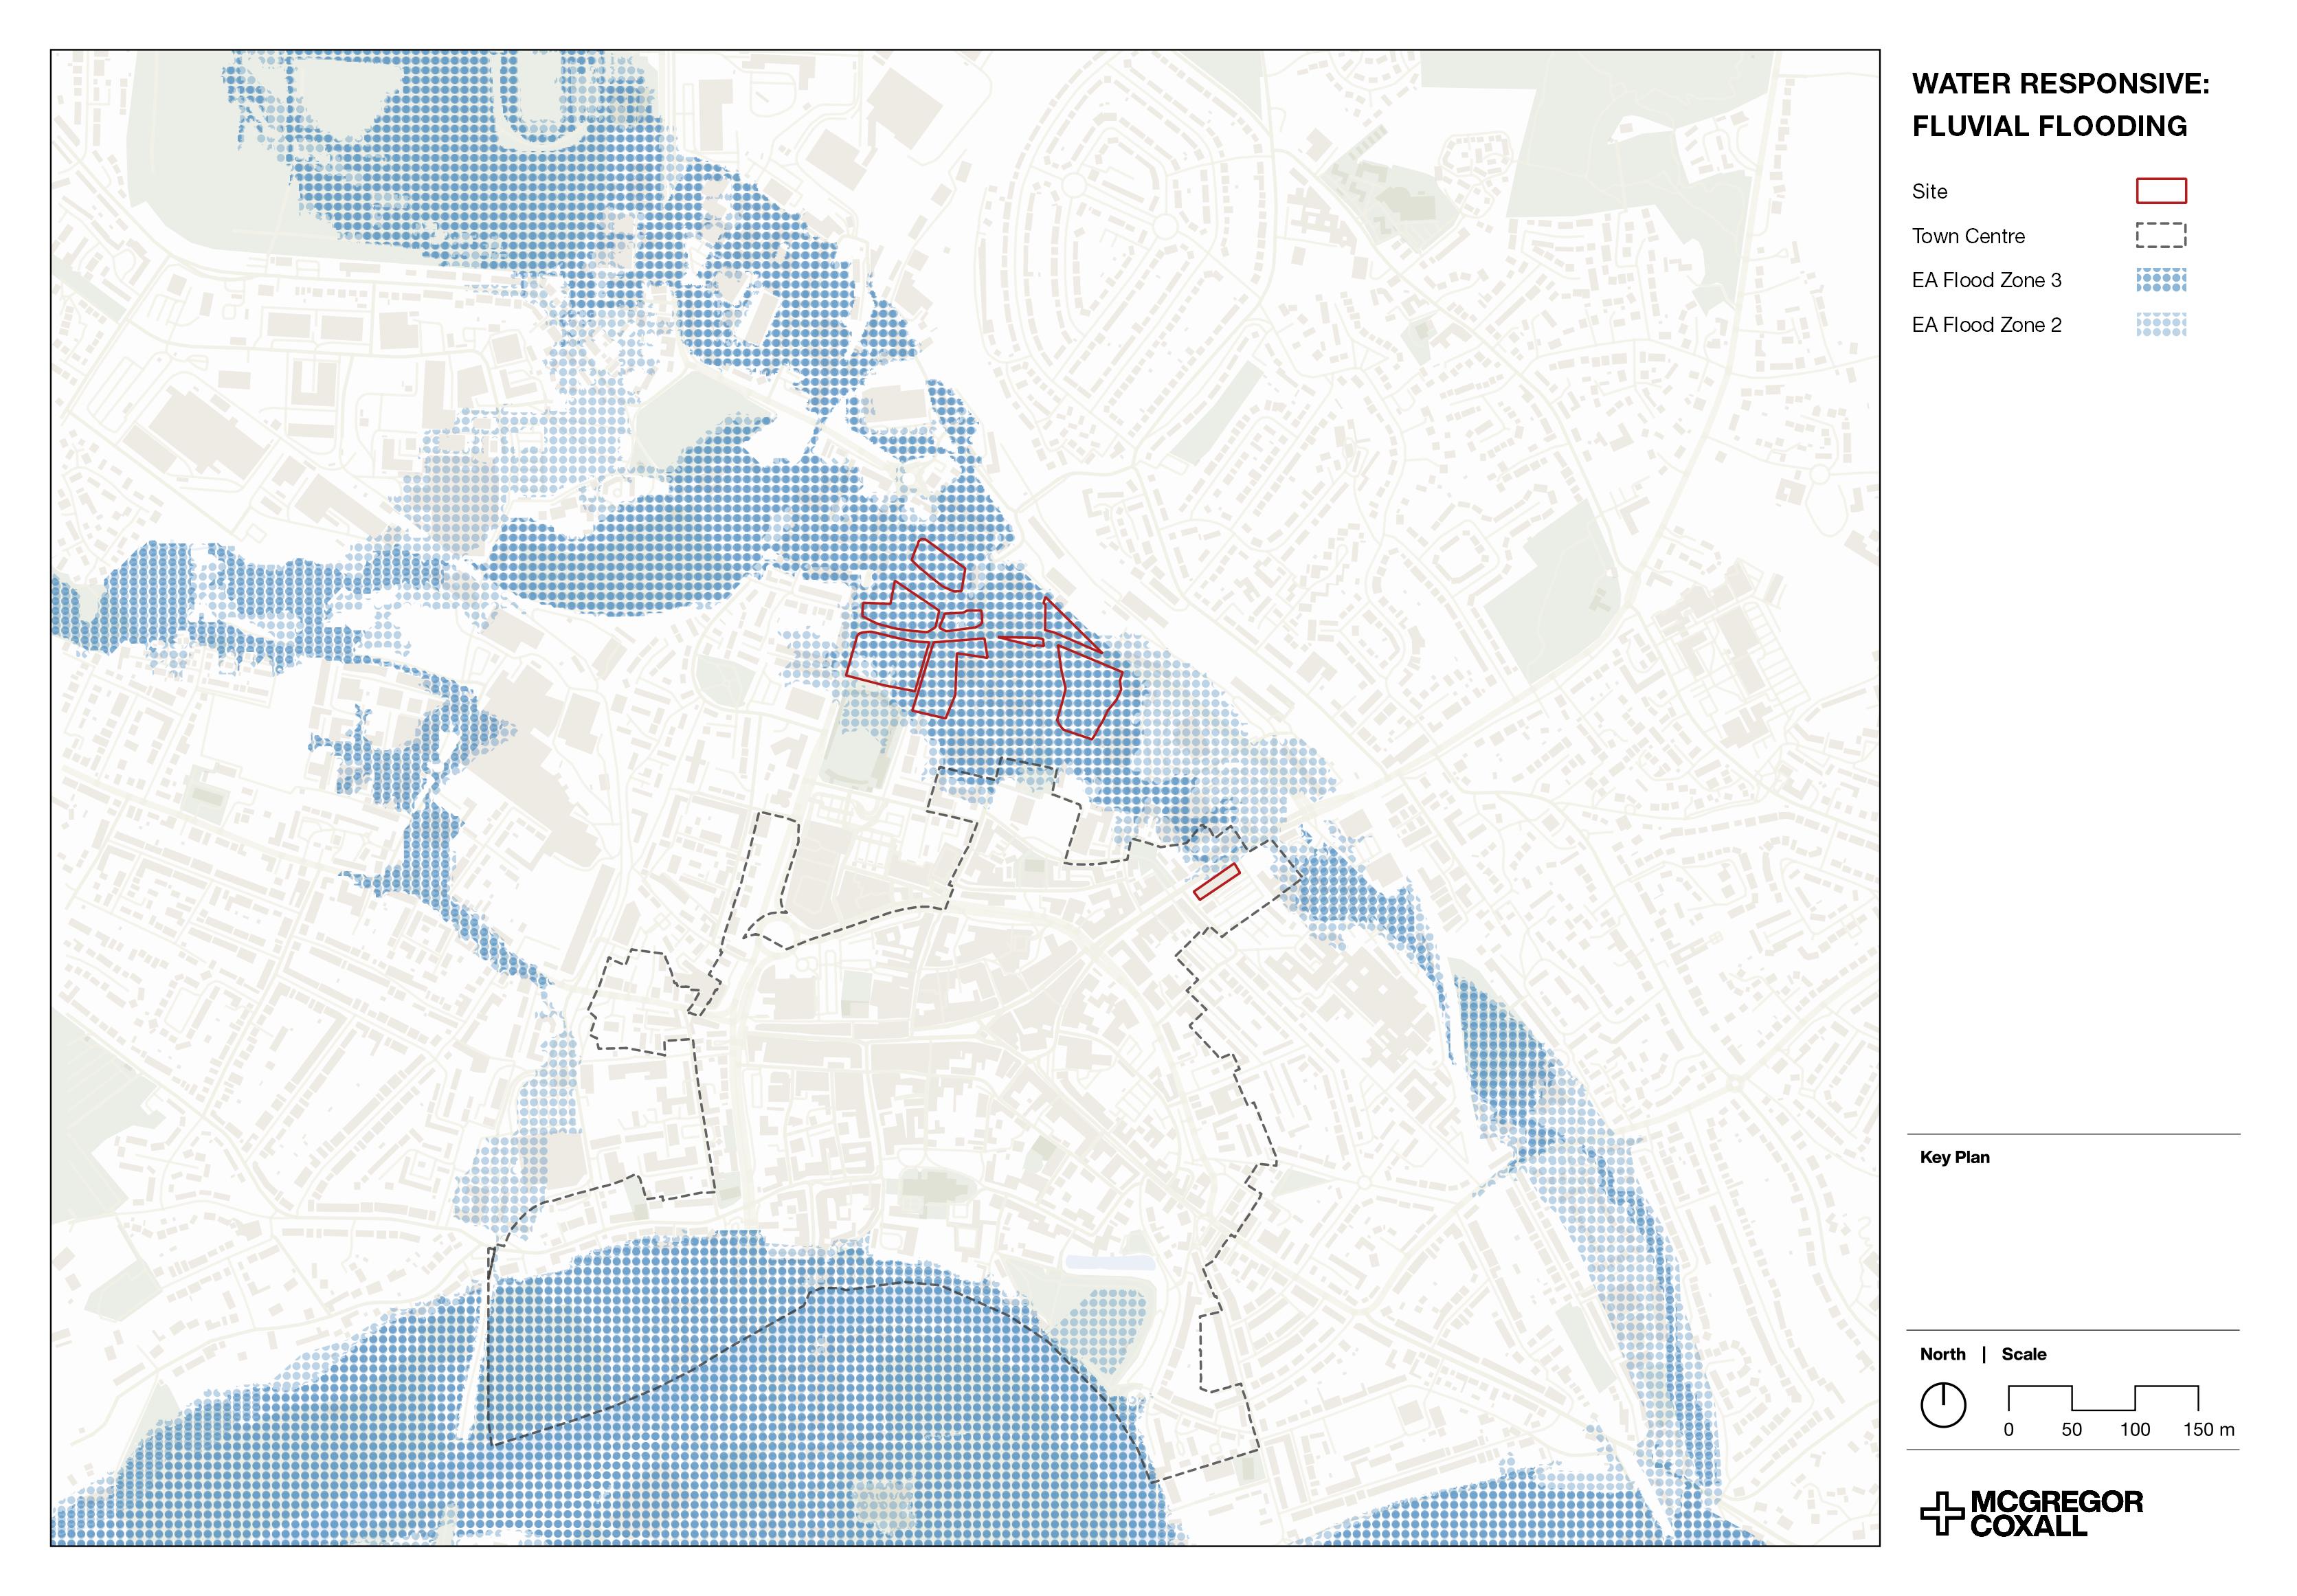 WATER RESPONSIVE:
FLUVIAL FLOODING
Site
Town Centre
EA Flood Zone 3
EA Flood Zone 2
Key Plan
North | Scale
0 50 100 150 m
MCGREGOR
COXALL